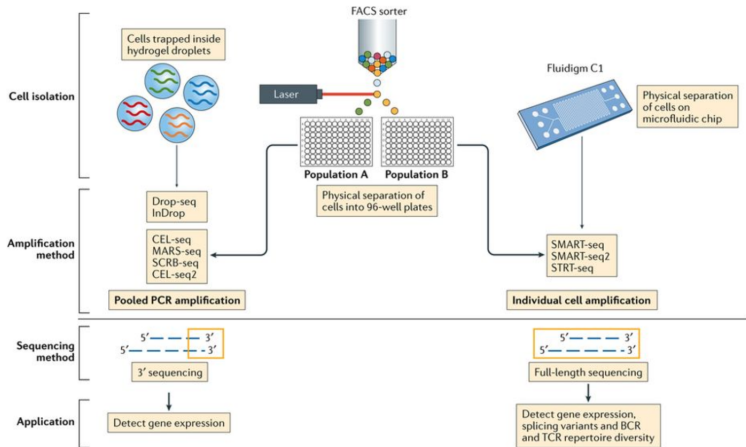 FACS sorter
Cells trapped inside
hydrogel droplets
Fluidigm C1
Cell isolation
Laser
Physical separation
of cells on
microfluidic chip
Population A
Population B
Physical separation of
cells into 96-well plates
Drop-seq
InDrop
Amplification
method
CEL-seq
MARS-seq
SCRB-seq
CEL-seq2
SMART-seq
SMART-seq2
STRT-seq
Pooled PCR amplification
Individual cell amplification
Sequencing
method
5′ 3′
5′ 3′
3′ sequencing
5′ 3′
5′ 3′
Full-length sequencing
Application
Detect gene expression
Detect gene expression,
splicing variants and BCR
and TCR repertoire diversity